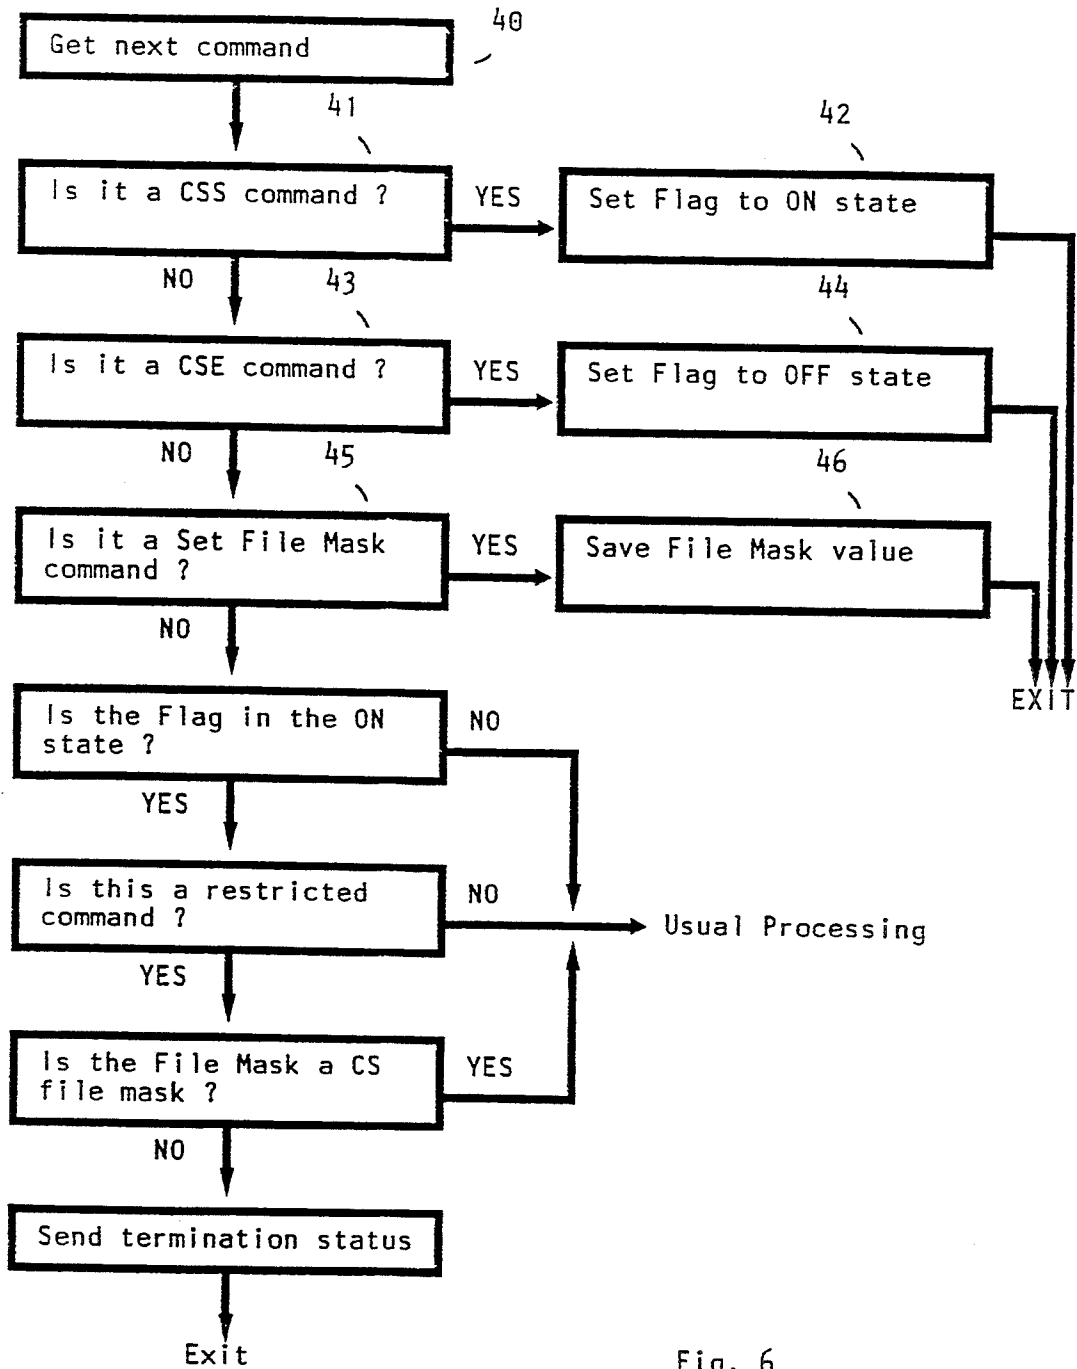 40
Get next command
41
42
Is it a CSS command ?
YES
Set Flag to ON state
NO
43
44
Is it a CSE command ?
YES
Set Flag to OFF state
NO
45
46
Is it a Set File Mask
command ?
YES
Save File Mask value
NO
EXIT
Is the Flag in the ON
state ?
NO
YES
Is this a restricted
command ?
NO
Usual Processing
YES
Is the File Mask a CS
file mask ?
YES
NO
Send termination status
Exit
Fig. 6